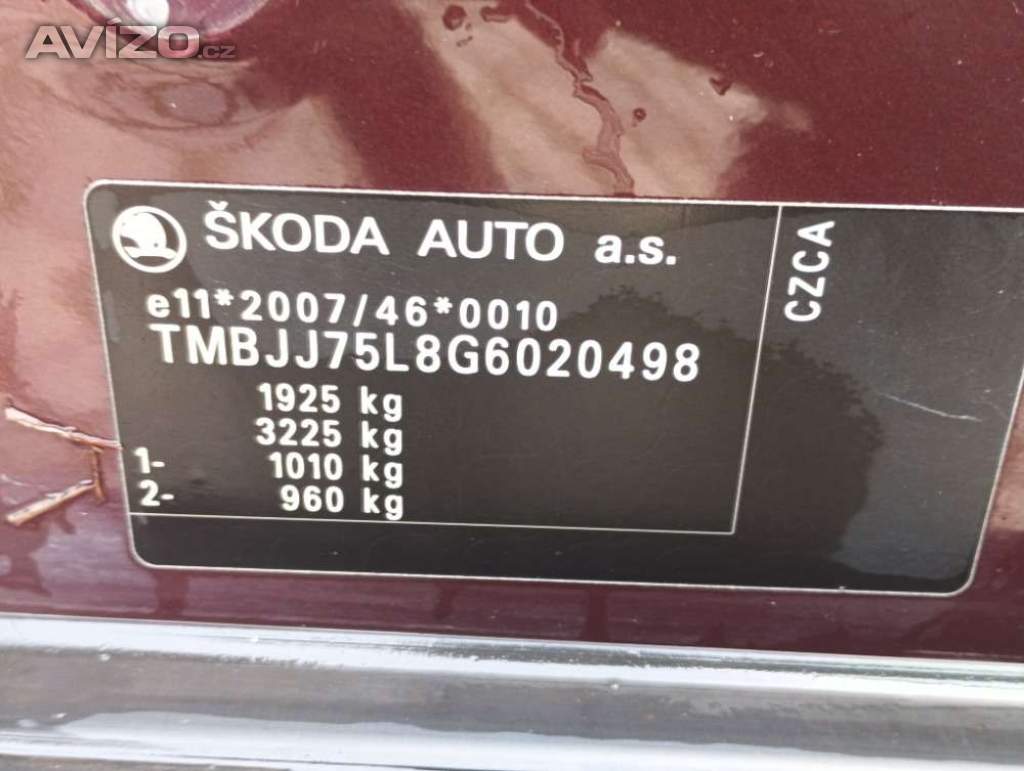 AVÍZO.cz
ŠKODA AUTO a.s.
e11*2007/46*0010
TMBJJ75L8G6020498
1925 kg
3225 kg
1- 1010 kg
2- 960 kg
CZCA